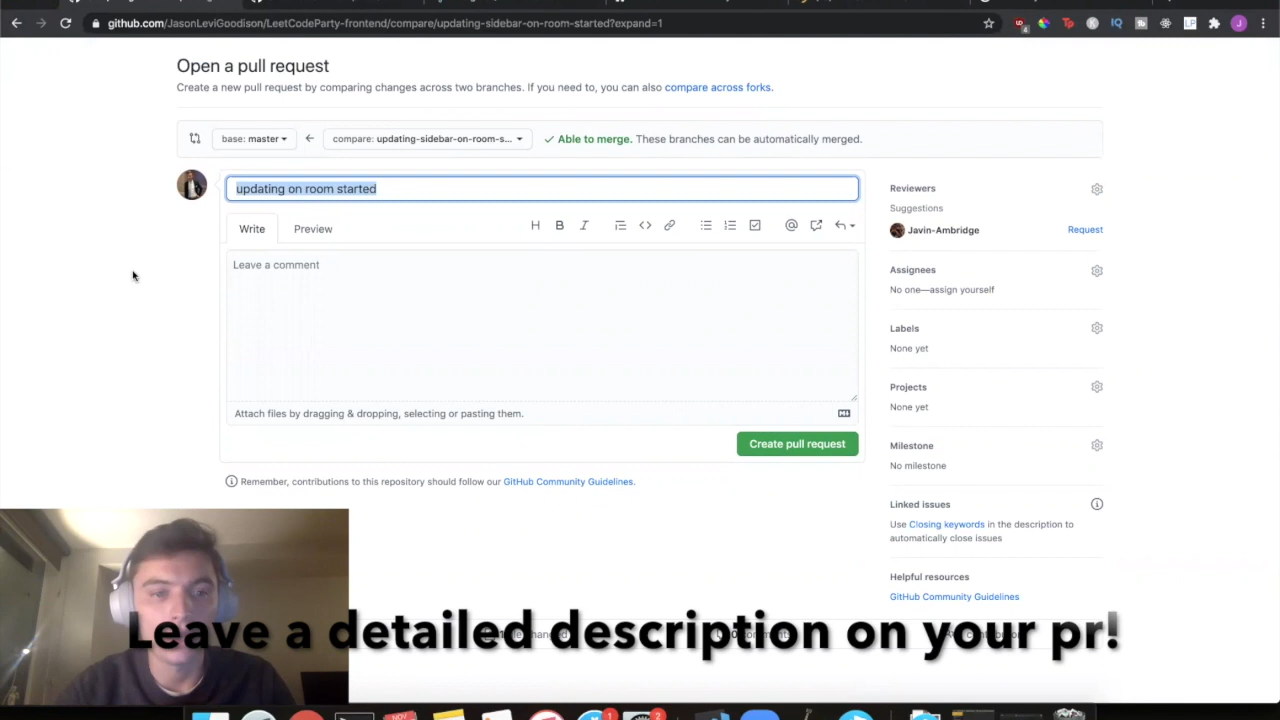 github.com/JasonLeviGoodison/LeetCodeParty-frontend/compare/updating-sidebar-on-room-started?expand=1
Open a pull request
Create a new pull request by comparing changes across two branches. If you need to, you can also compare across forks.
base: master
compare: updating-sidebar-on-room-s...
Able to merge. These branches can be automatically merged.
updating on room started
Write
Preview
Leave a comment
Attach files by dragging & dropping, selecting or pasting them.
Create pull request
Remember, contributions to this repository should follow our GitHub Community Guidelines.
Reviewers
Suggestions
Javin-Ambridge
Request
Assignees
No one—assign yourself
Labels
None yet
Projects
None yet
Milestone
No milestone
Linked issues
Use Closing keywords in the description to
automatically close issues
Helpful resources
GitHub Community Guidelines
Leave a detailed description on your pr!